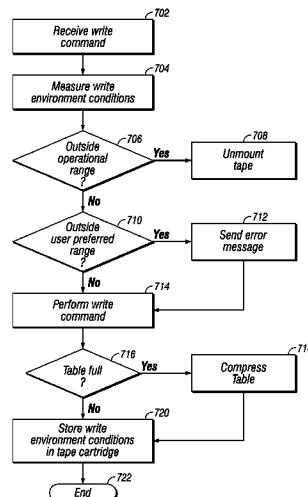 702
Receive write
command
704
Measure write
environment conditions
706
Outside
operational
range
?
Yes
708
Unmount
tape
No
710
Outside
user preferred
range
?
Yes
712
Send error
message
No
714
Perform write
command
716
Table full
?
Yes
Compress
Table
No
720
Store write
environment conditions
in tape cartridge
722
End